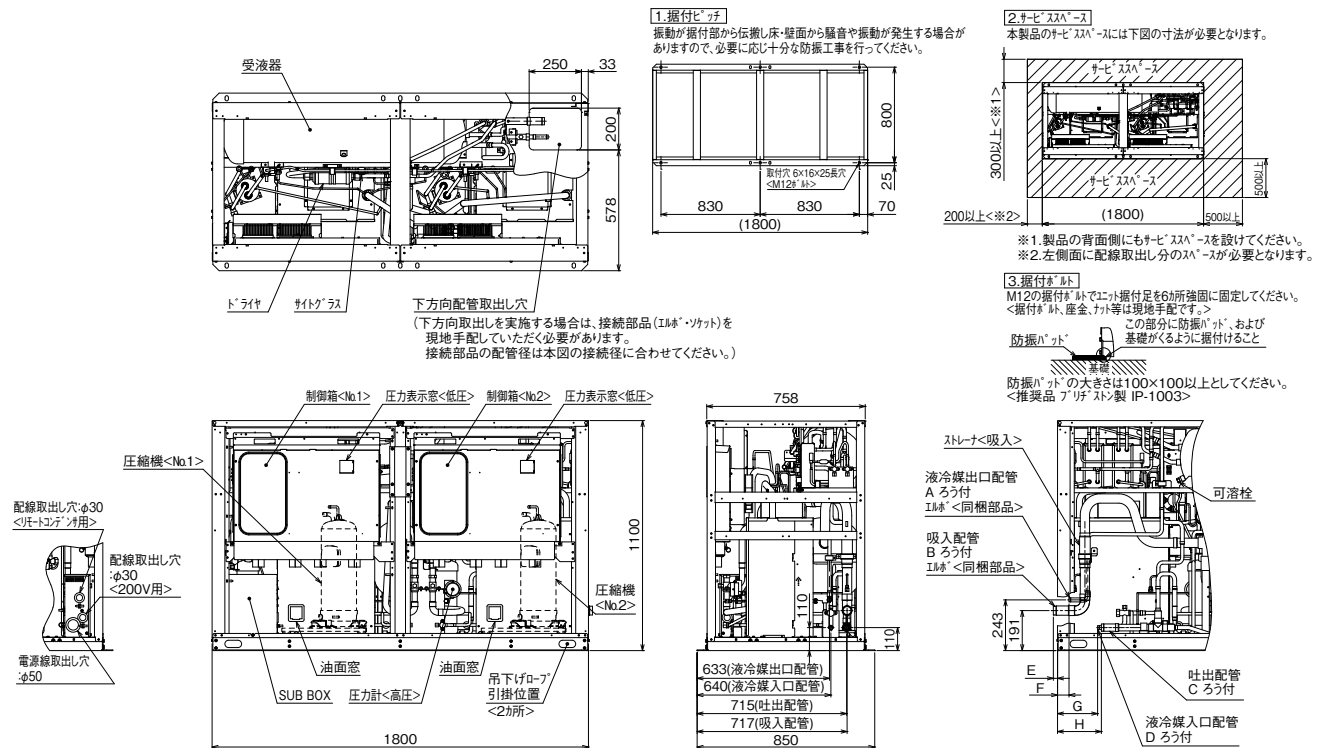 受液器
250
33
200
578
ドライヤ
サイトグラス
下方向配管取出し穴
(下方向取出しを実施する場合は、接続部品(エルボ・ソケット)を
現地手配していただく必要があります。
接続部品の配管径は本図の接続径に合わせてください。)
1.据付ピッチ
振動が据付部から伝搬し床・壁面から騒音や振動が発生する場合が
ありますので、必要に応じ十分な防振工事を行ってください。
800
取付穴 6×16×25長穴
<M12ボルト>
25
830
830
70
(1800)
2.サービススペース
本製品のサービススペースには下図の寸法が必要となります。
サービススペース
300以上<※1>
サービススペース
500以上
200以上<※2>
(1800)
500以上
※1.製品の背面側にもサービススペースを設けてください。
※2.左側面に配線取出し分のスペースが必要となります。
3.据付ボルト
M12の据付ボルトでユニット据付足を6カ所強固に固定してください。
<据付ボルト、座金、ナット等は現地手配です。>
防振パッド
この部分に防振パッド、および
基礎がくるように据付けること
基礎
防振パッドの大きさは100×100以上としてください。
<推奨品 ブリヂストン製 IP-1003>
制御箱<No.1>
圧力表示窓<低圧>
制御箱<No.2>
圧力表示窓<低圧>
圧縮機<No.1>
配線取出し穴:φ30
<リモートコンデンサ用>
配線取出し穴
:φ30
<200V用>
電源線取出し穴
:φ50
圧縮機
<No.2>
1100
SUB BOX
油面窓
圧力計<高圧>
油面窓
吊下げロープ
引掛位置
<2カ所>
1800
758
110
110
633(液冷媒出口配管)
640(液冷媒入口配管)
715(吐出配管)
717(吸入配管)
850
ストレーナ<吸入>
液冷媒出口配管
A ろう付
エルボ<同梱部品>
吸入配管
B ろう付
エルボ<同梱部品>
可溶栓
243
191
E
F
G
H
吐出配管
C ろう付
液冷媒入口配管
D ろう付